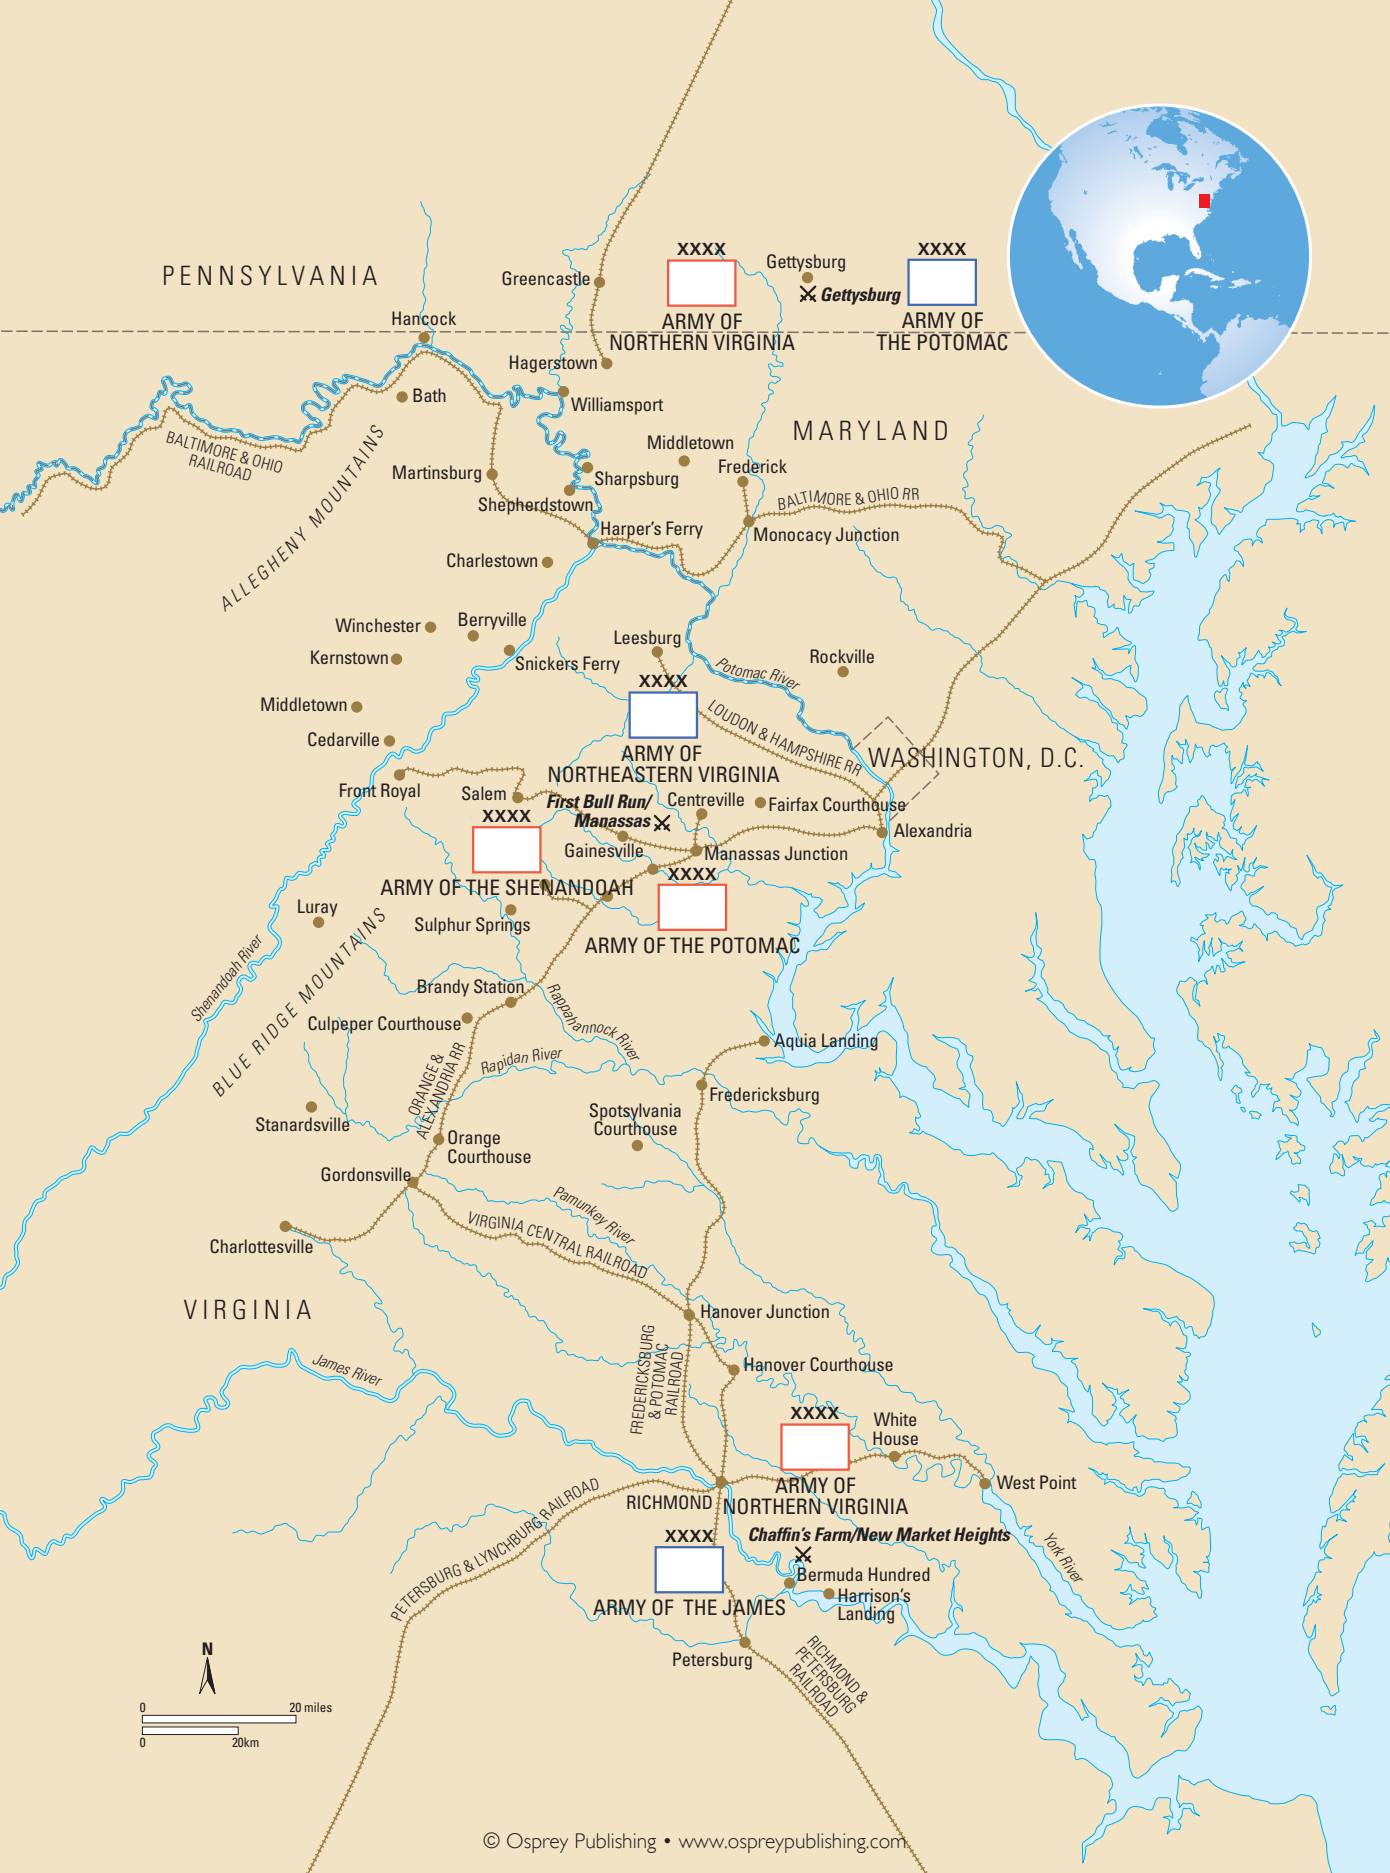 XXXX
XXXX
Gettysburg
PENNSYLVANIA
Greencastle
Gettysburg
ARMY OF
NORTHERN VIRGINIA
ARMY OF
THE POTOMAC
Hancock
Hagerstown
Bath
Williamsport
MARYLAND
BALTIMORE & OHIO
RAILROAD
Middletown
Frederick
Martinsburg
Sharpsburg
Shepherdstown
BALTIMORE & OHIO RR
ALLEGHENY MOUNTAINS
Harper's Ferry
Monocacy Junction
Charlestown
Winchester
Berryville
Leesburg
Kernstown
Snickers Ferry
Rockville
Potomac River
XXXX
Middletown
LOUDON & HAMPSHIRE RR
Cedarville
ARMY OF
NORTHEASTERN VIRGINIA
WASHINGTON, D.C.
Front Royal
Salem
First Bull Run/
Manassas
Centreville
Fairfax Courthouse
XXXX
Alexandria
Gainesville
Manassas Junction
XXXX
ARMY OF THE SHENANDOAH
Luray
Sulphur Springs
ARMY OF THE POTOMAC
Shenandoah River
BLUE RIDGE MOUNTAINS
Brandy Station
Rappahannock River
Culpeper Courthouse
Aquia Landing
Rapidan River
ORANGE &
ALEXANDRIA RR
Fredericksburg
Stanardsville
Spotsylvania
Courthouse
Orange
Courthouse
Gordonsville
Pamunkey River
VIRGINIA CENTRAL RAILROAD
Charlottesville
VIRGINIA
Hanover Junction
James River
FREDERICKSBURG
& POTOMAC
RAILROAD
Hanover Courthouse
XXXX
White
House
West Point
ARMY OF
NORTHERN VIRGINIA
RICHMOND
PETERSBURG & LYNCHBURG RAILROAD
XXXX
Chaffin's Farm/New Market Heights
York River
Bermuda Hundred
Harrison's
Landing
ARMY OF THE JAMES
Petersburg
RICHMOND &
PETERSBURG
RAILROAD
N
0
20 miles
0
20km
© Osprey Publishing • www.ospreypublishing.com